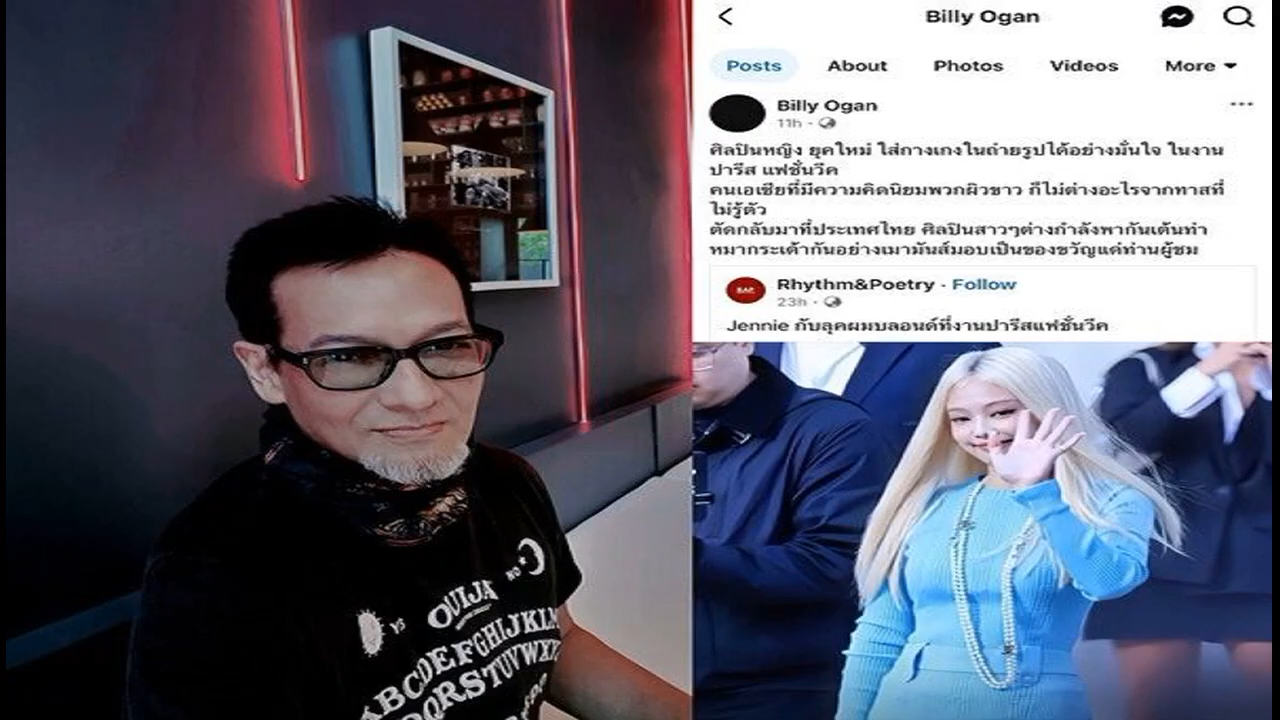 Billy Ogan
Posts About Photos Videos More
Billy Ogan
11h
ศิลปินหญิง ยุคใหม่ ใส่กางเกงในถ่ายรูปได้อย่างมั่นใจ ในงาน
ปารีส แฟชั่นวีค
คนเอเชียที่มีความคิดนิยมพวกผิวขาว ก็ไม่ต่างอะไรจากทาสที่
ไม่รู้ตัว
ตัดกลับมาที่ประเทศไทย ศิลปินสาวๆต่างกำลังพากันเต้นท่า
หมากระเด้ากันอย่างเมามันส์มอบเป็นของขวัญแด่ท่านผู้ชม
RAP
Rhythm&Poetry · Follow
23h
Jennie กับลุคผมบลอนด์ที่งานปารีสแฟชั่นวีค
NO
YS OUIJA
ABCDEFGHIJKLM